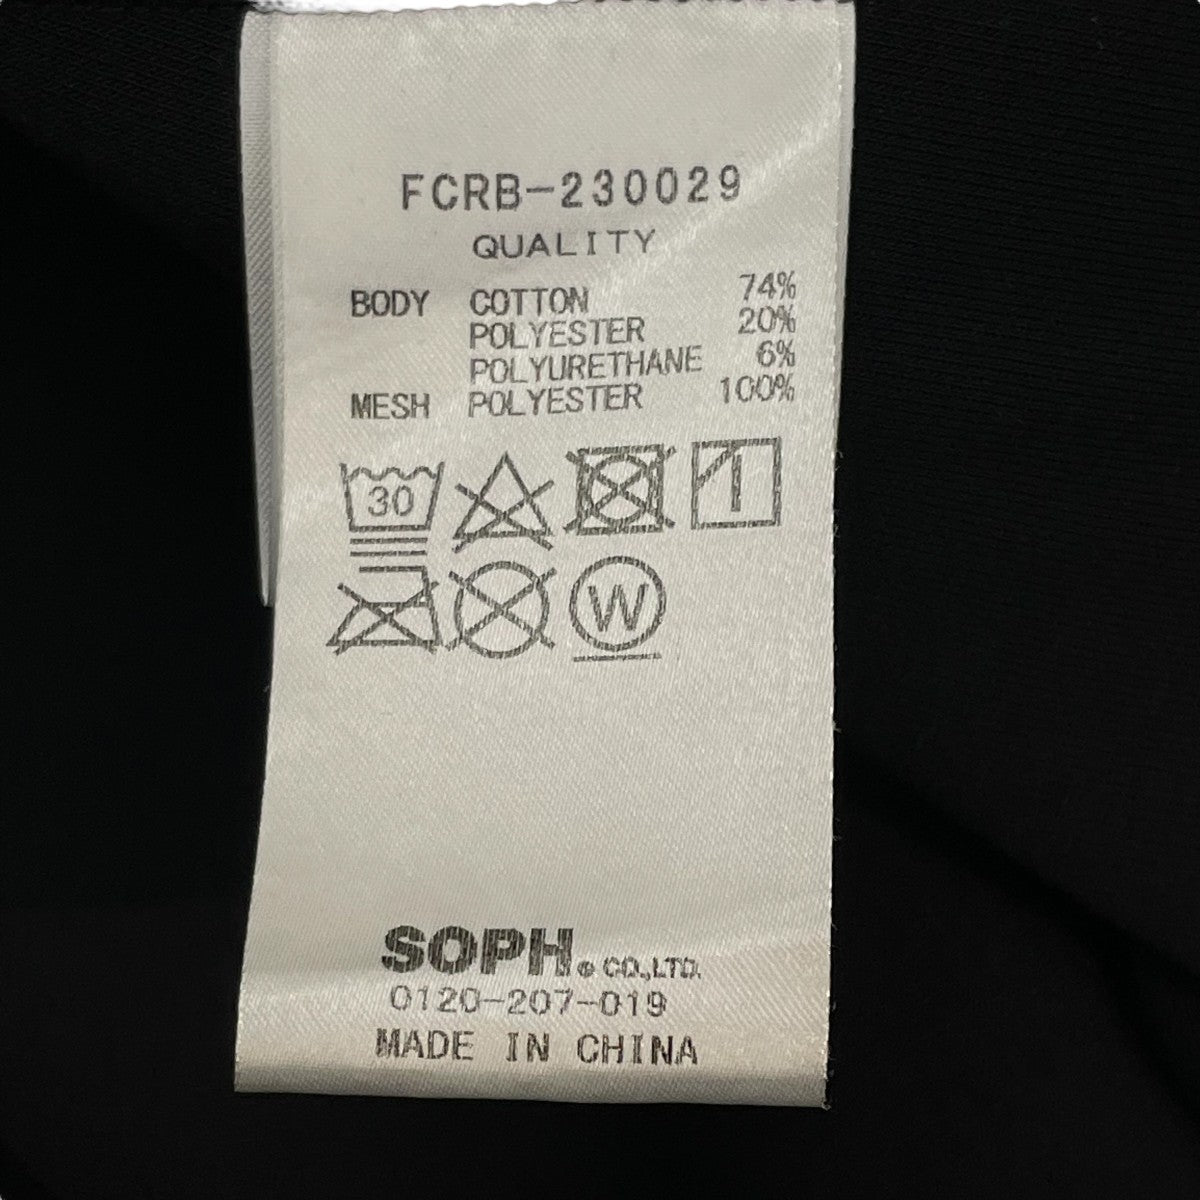 FCRB-230029
QUALITY
BODY COTTON 74%
POLYESTER 20%
POLYURETHANE 6%
MESH POLYESTER 100%
30
W
SOPH.® CO.,LTD.
0120-207-019
MADE IN CHINA